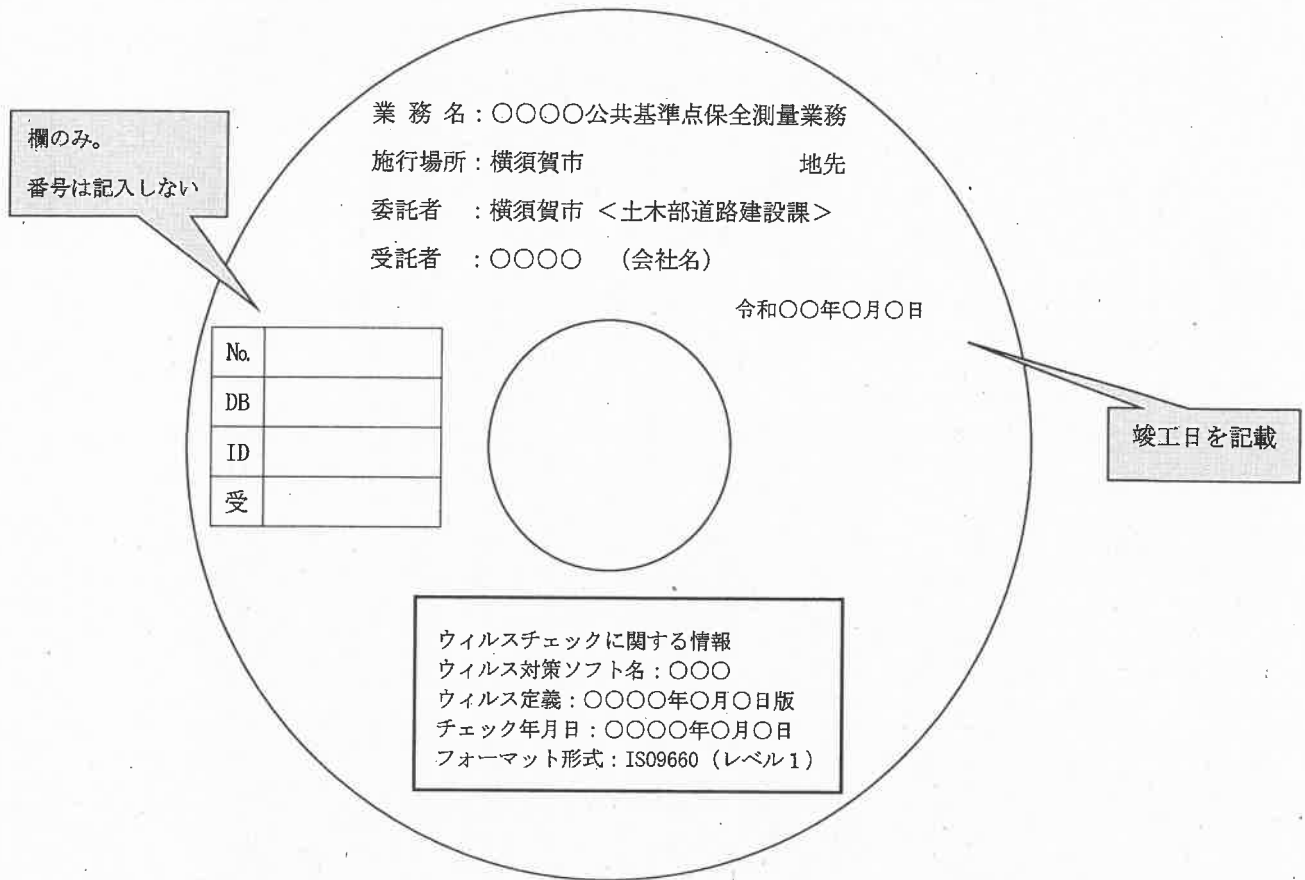 業務名：〇〇〇〇公共基準点保全測量業務
施行場所：横須賀市　　　　　　地先
委託者　：横須賀市＜土木部道路建設課＞
受託者　：〇〇〇〇　（会社名）
令和〇〇年〇月〇日
欄のみ。
番号は記入しない
No.
DB
ID
受
竣工日を記載
ウィルスチェックに関する情報
ウィルス対策ソフト名：〇〇〇
ウィルス定義：〇〇〇〇年〇月〇日版
チェック年月日：〇〇〇〇年〇月〇日
フォーマット形式：ISO9660（レベル1）